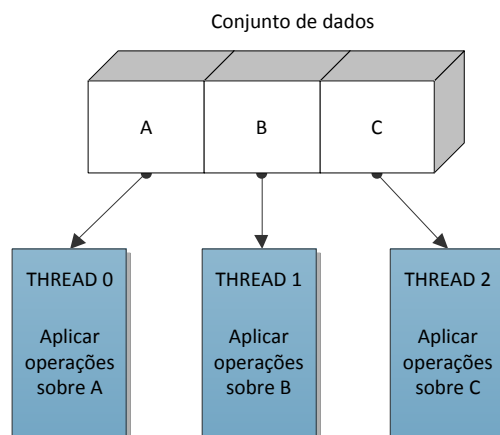 Conjunto de dados
A
B
C
THREAD 0
Aplicar
operações
sobre A
THREAD 1
Aplicar
operações
sobre B
THREAD 2
Aplicar
operações
sobre C